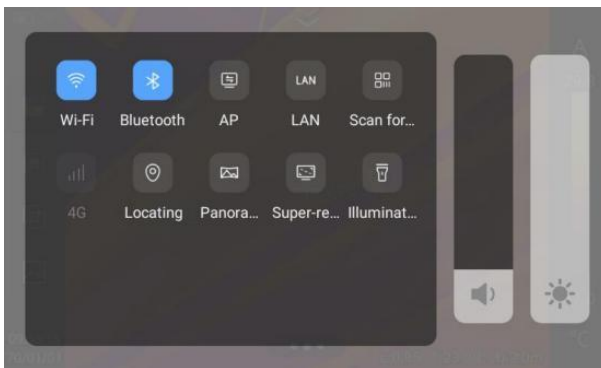 LAN
Wi-Fi Bluetooth AP LAN Scan for...
4G Locating Panora... Super-re... Illuminat...
°C